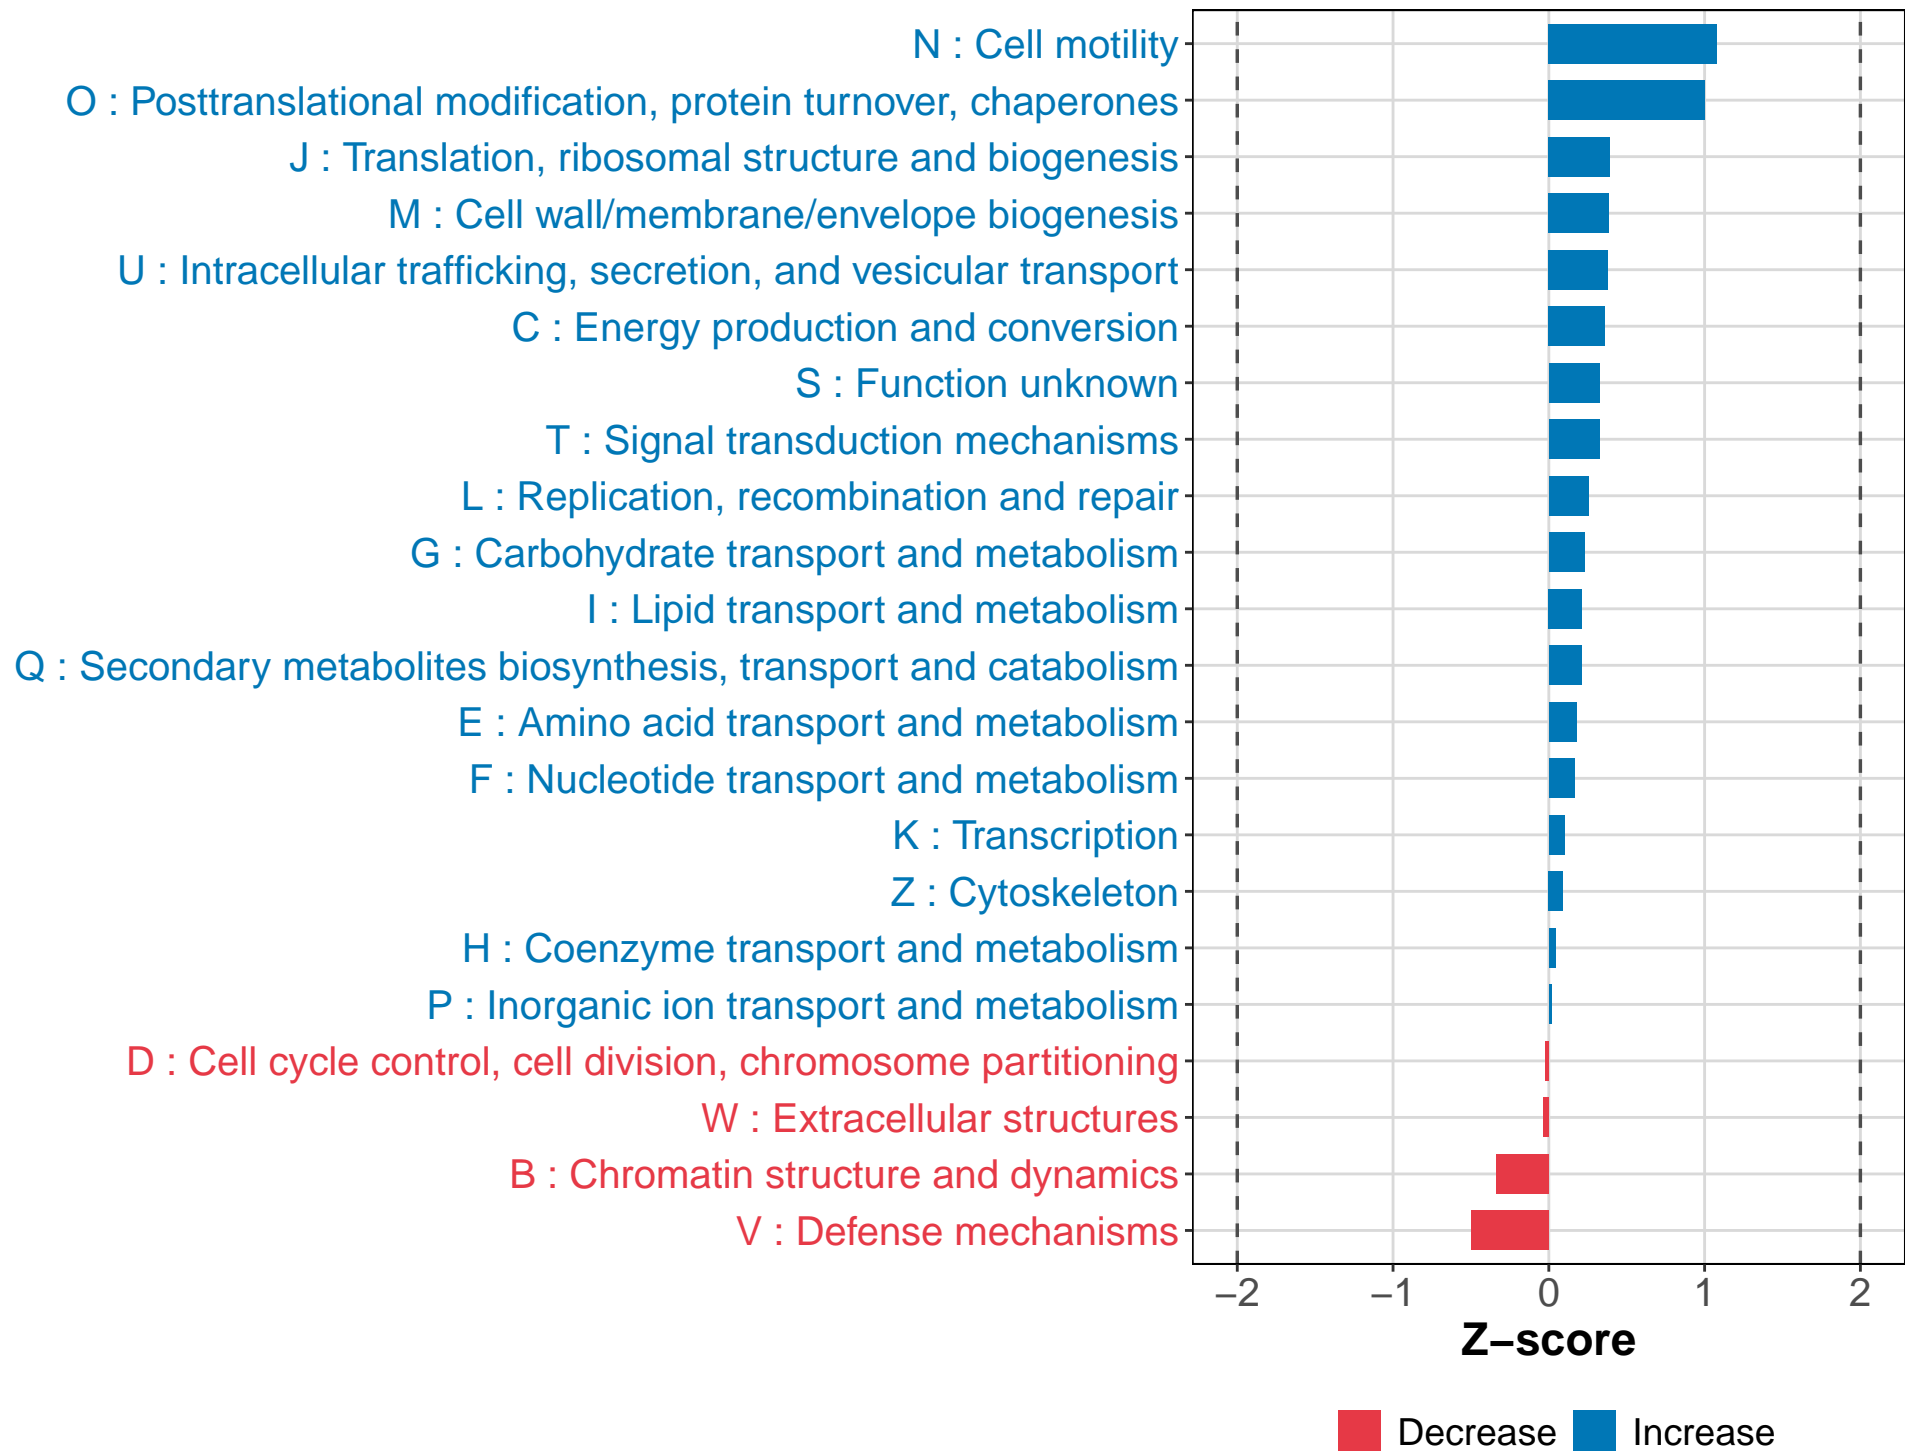 N : Cell motility
O : Posttranslational modification, protein turnover, chaperones
J : Translation, ribosomal structure and biogenesis
M : Cell wall/membrane/envelope biogenesis
U : Intracellular trafficking, secretion, and vesicular transport
C : Energy production and conversion
S : Function unknown
T : Signal transduction mechanisms
L : Replication, recombination and repair
G : Carbohydrate transport and metabolism
I : Lipid transport and metabolism
Q : Secondary metabolites biosynthesis, transport and catabolism
E : Amino acid transport and metabolism
F : Nucleotide transport and metabolism
K : Transcription
Z : Cytoskeleton
H : Coenzyme transport and metabolism
P : Inorganic ion transport and metabolism
D : Cell cycle control, cell division, chromosome partitioning
W : Extracellular structures
B : Chromatin structure and dynamics
V : Defense mechanisms
−2 −1 0 1 2
Z−score
Decrease Increase